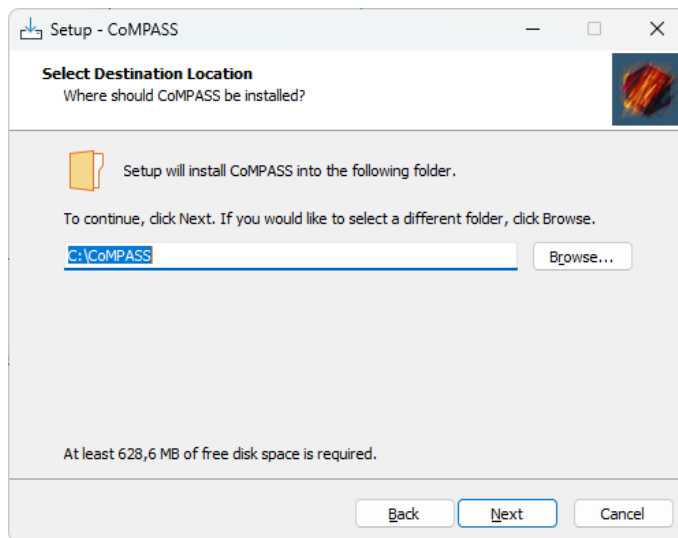 Setup - CoMPASS
Select Destination Location
Where should CoMPASS be installed?
Setup will install CoMPASS into the following folder.
To continue, click Next. If you would like to select a different folder, click Browse.
C:\CoMPASS
Browse...
At least 628,6 MB of free disk space is required.
Back
Next
Cancel